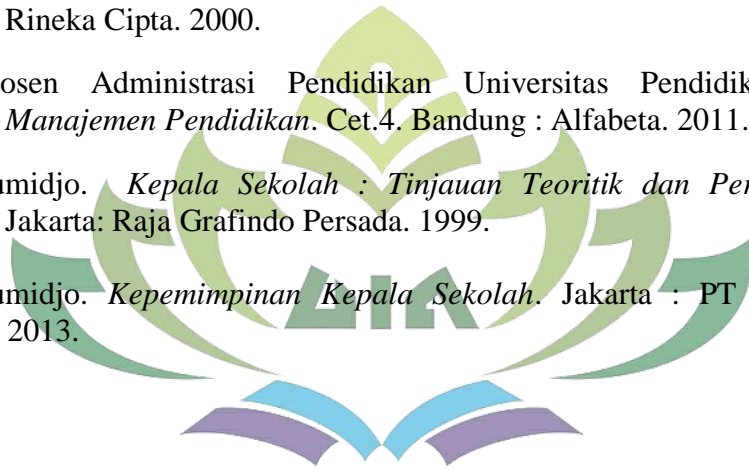 Rineka Cipta. 2000.
osen Administrasi Pendidikan Universitas Pendidik
Manajemen Pendidikan. Cet.4. Bandung : Alfabeta. 2011.
umidjo. Kepala Sekolah : Tinjauan Teoritik dan Per
Jakarta: Raja Grafindo Persada. 1999.
umidjo. Kepemimpinan Kepala Sekolah. Jakarta : PT
2013.